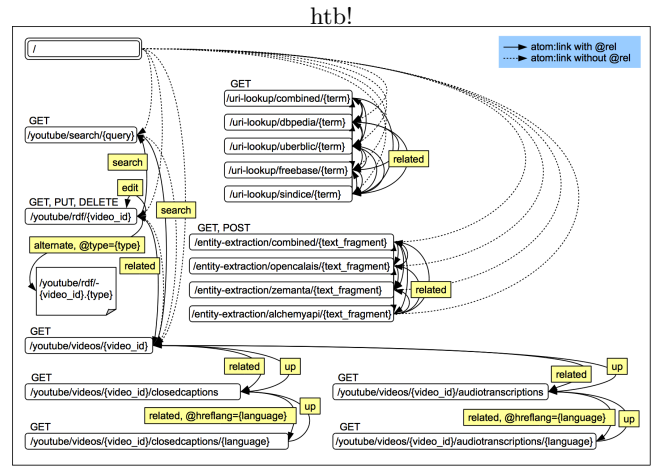 htb!
/
atom:link with @rel
atom:link without @rel
GET
/uri-lookup/combined/{term}
/uri-lookup/dbpedia/{term}
/uri-lookup/uberblic/{term}
/uri-lookup/freebase/{term}
/uri-lookup/sindice/{term}
related
GET
/youtube/search/{query}
search
edit
GET, PUT, DELETE
/youtube/rdf/{video_id}
search
alternate, @type={type}
related
/youtube/rdf/-
{video_id}.{type}
GET, POST
/entity-extraction/combined/{text_fragment}
/entity-extraction/opencalais/{text_fragment}
/entity-extraction/zemanta/{text_fragment}
/entity-extraction/alchemyapi/{text_fragment}
related
GET
/youtube/videos/{video_id}
related
up
related
up
GET
/youtube/videos/{video_id}/closedcaptions
related, @hreflang={language}
up
GET
/youtube/videos/{video_id}/closedcaptions/{language}
GET
/youtube/videos/{video_id}/audiotranscriptions
related, @hreflang={language}
up
GET
/youtube/videos/{video_id}/audiotranscriptions/{language}